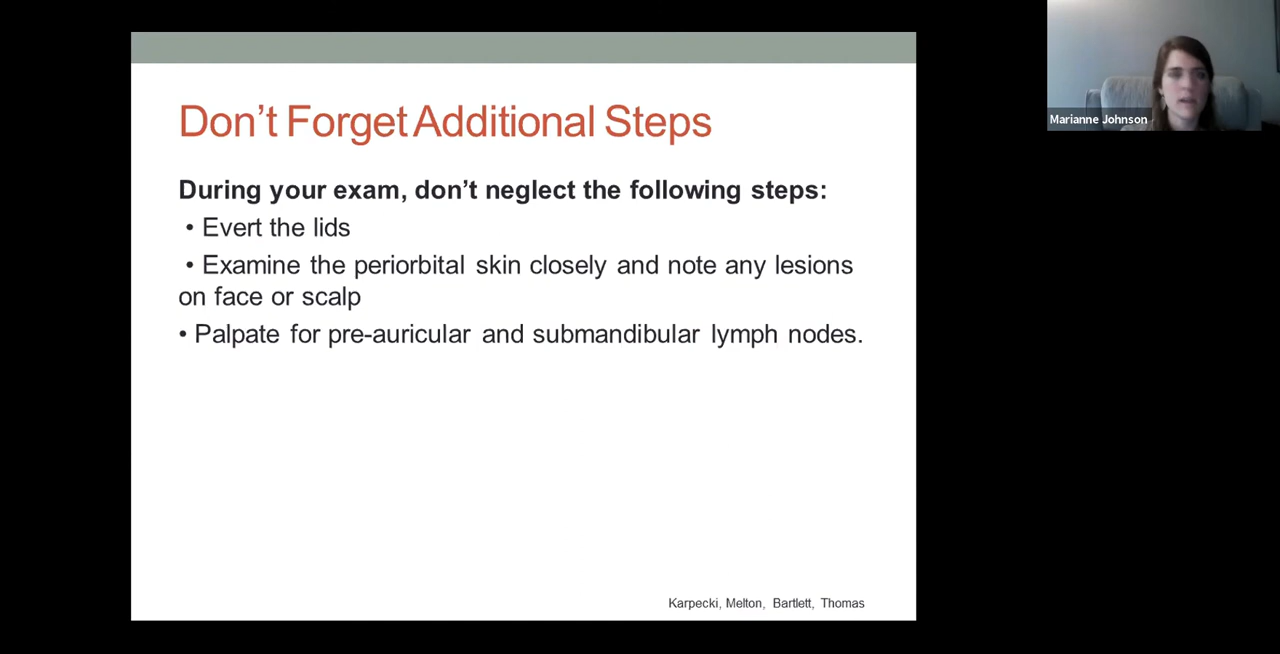 Don't Forget Additional Steps
During your exam, don't neglect the following steps:
• Evert the lids
• Examine the periorbital skin closely and note any lesions
on face or scalp
• Palpate for pre-auricular and submandibular lymph nodes.
Karpecki, Melton, Bartlett, Thomas
Marianne Johnson